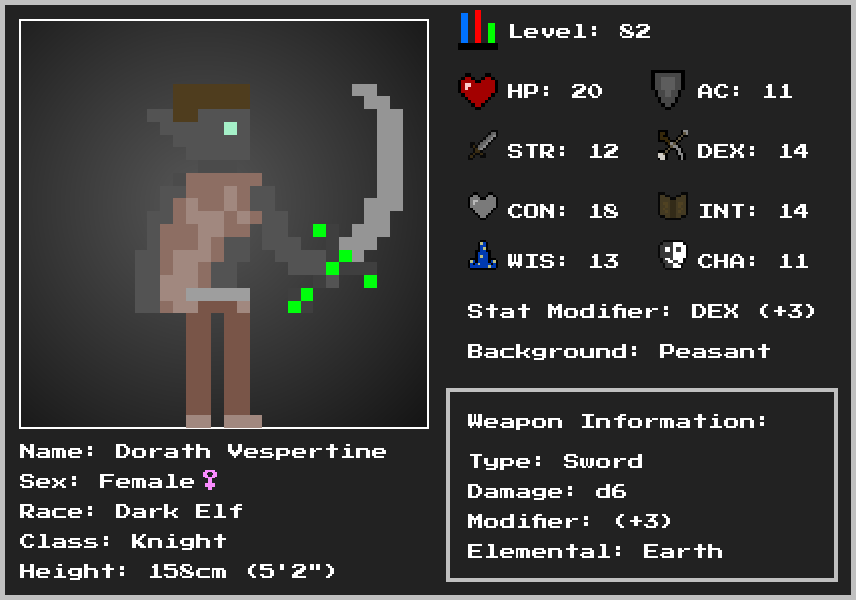 Level: 82
HP: 20
AC: 11
STR: 12
DEX: 14
CON: 18
INT: 14
WIS: 13
CHA: 11
Stat Modifier: DEX (+3)
Background: Peasant
Name: Dorath Vespertine
Sex: Female♀
Race: Dark Elf
Class: Knight
Height: 158cm (5'2")
Weapon Information:
Type: Sword
Damage: d6
Modifier: (+3)
Elemental: Earth